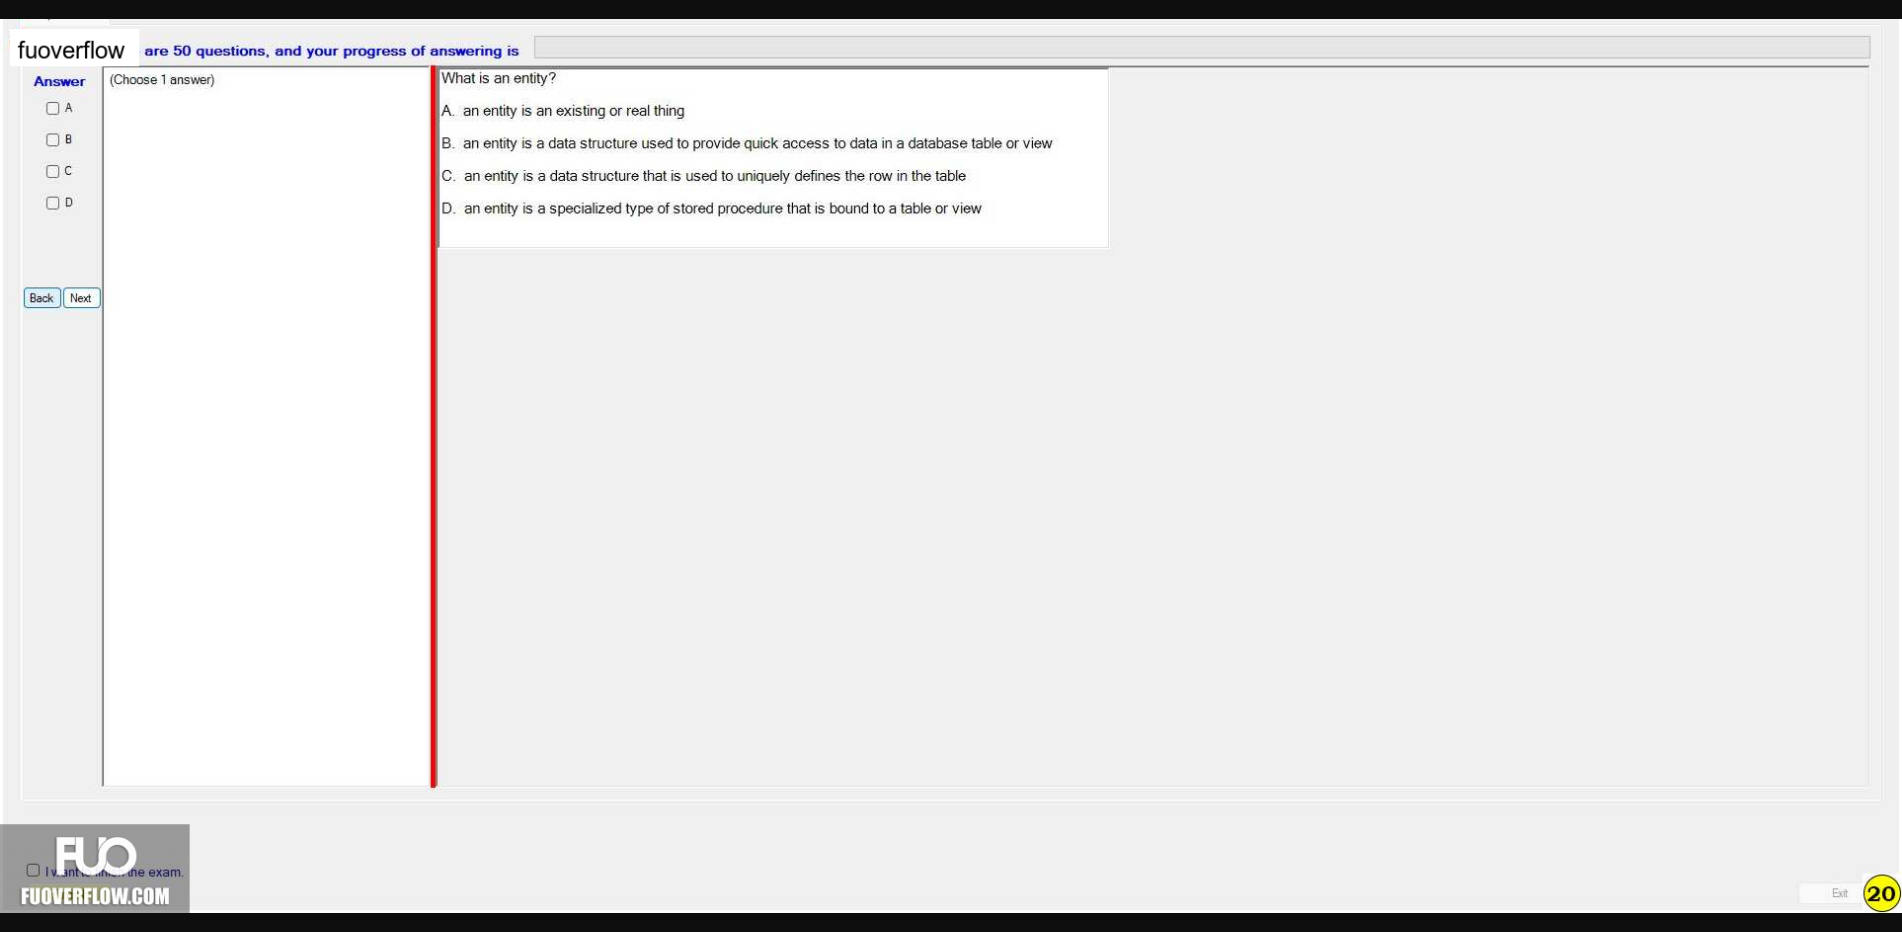 fuoverflow are 50 questions, and your progress of answering is
Answer
(Choose 1 answer)
A
B
C
D
Back Next
What is an entity?
A. an entity is an existing or real thing
B. an entity is a data structure used to provide quick access to data in a database table or view
C. an entity is a data structure that is used to uniquely defines the row in the table
D. an entity is a specialized type of stored procedure that is bound to a table or view
FUO
I want to finish the exam.
FUOVERFLOW.COM
Exit
20